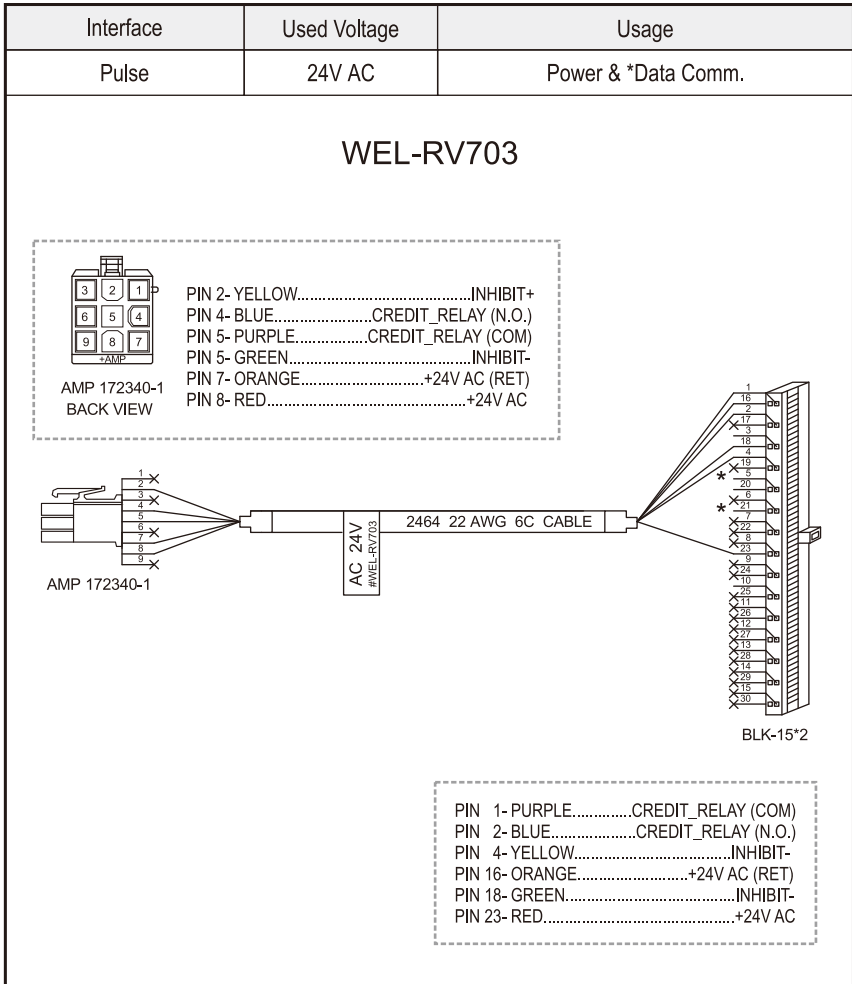 Interface Used Voltage Usage
Pulse 24V AC Power & *Data Comm.
WEL-RV703
3 2 1
6 5 4
9 8 7
+AMP
AMP 172340-1
BACK VIEW
PIN 2- YELLOW..............................INHIBIT+
PIN 4- BLUE......................CREDIT_RELAY (N.O.)
PIN 5- PURPLE.............CREDIT_RELAY (COM)
PIN 5- GREEN................................INHIBIT-
PIN 7- ORANGE.......................+24V AC (RET)
PIN 8- RED....................................+24V AC
1
2
3
4
5
6
7
8
9
AMP 172340-1
AC 24V
#WEL-RV703
2464 22 AWG 6C CABLE
1
16
2
17
3
18
4
19
* 5
20
6
* 21
7
22
8
23
9
24
10
25
11
26
12
27
13
28
14
29
15
30
BLK-15*2
PIN 1- PURPLE............CREDIT_RELAY (COM)
PIN 2- BLUE.................CREDIT_RELAY (N.O.)
PIN 4- YELLOW..............................INHIBIT-
PIN 16- ORANGE.....................+24V AC (RET)
PIN 18- GREEN................................INHIBIT-
PIN 23- RED....................................+24V AC